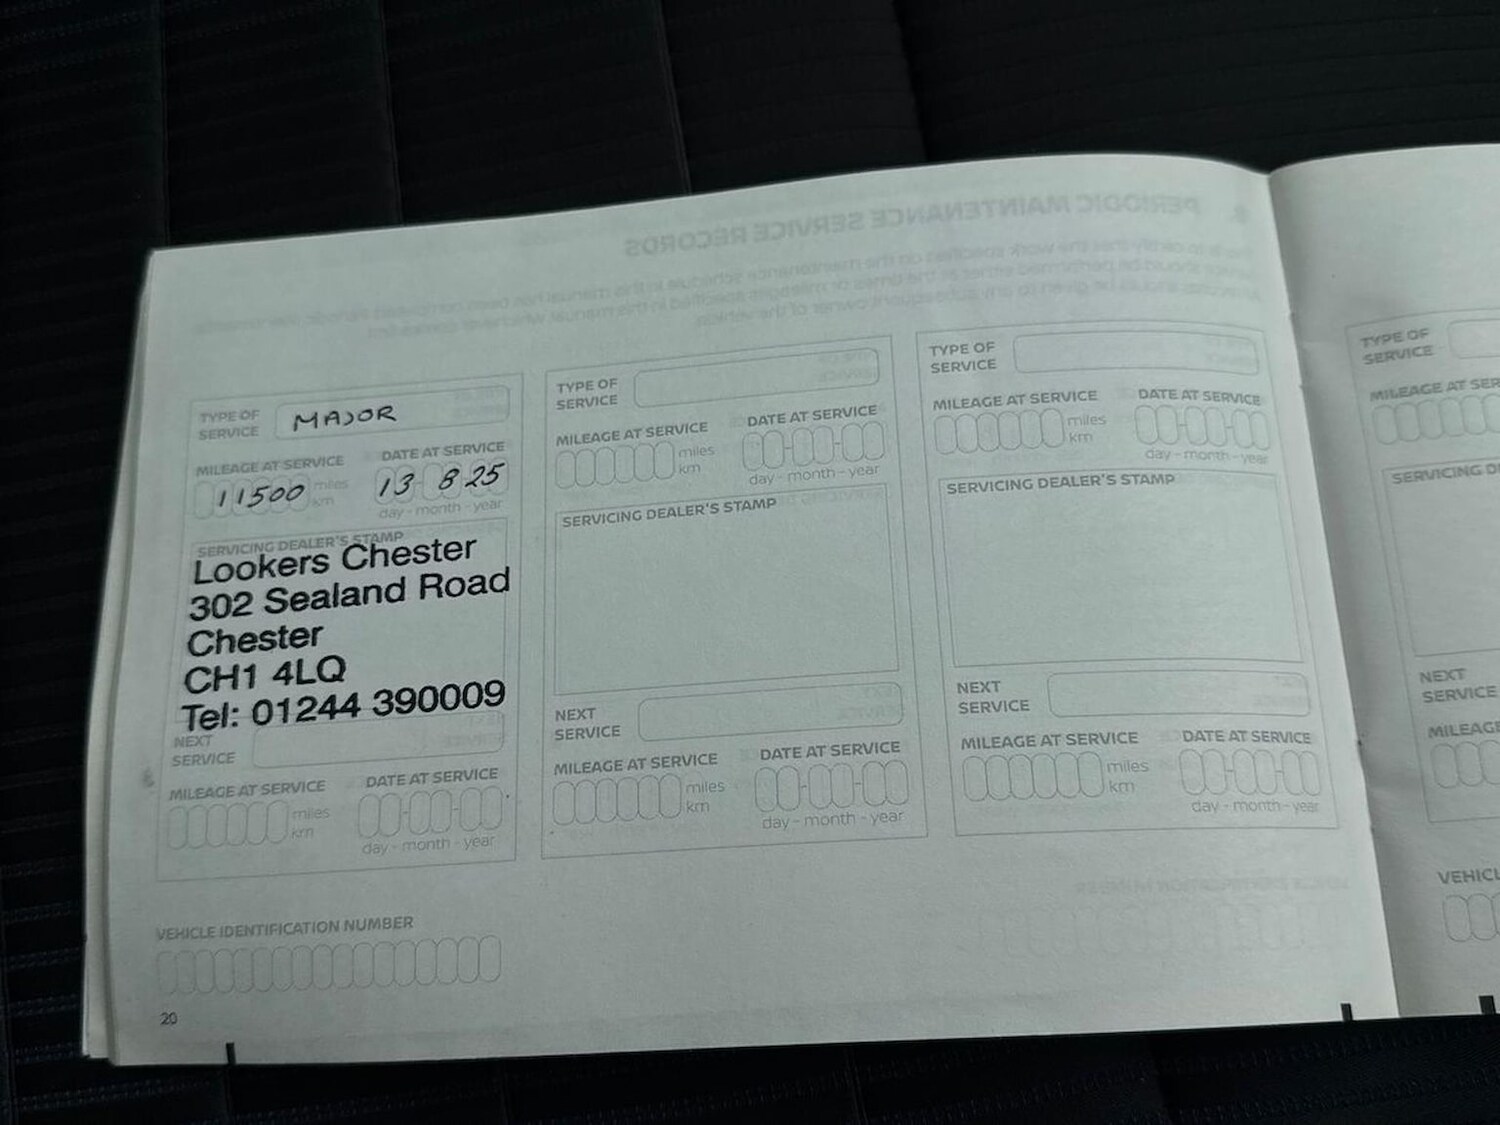 TYPE OF SERVICE MAJOR
MILEAGE AT SERVICE DATE AT SERVICE
11500 miles km 13 8 25
day - month - year
SERVICING DEALER'S STAMP
Lookers Chester
302 Sealand Road
Chester
CH1 4LQ
Tel: 01244 390009
NEXT SERVICE
MILEAGE AT SERVICE DATE AT SERVICE
miles km
day - month - year
TYPE OF SERVICE
MILEAGE AT SERVICE DATE AT SERVICE
miles km
day - month - year
SERVICING DEALER'S STAMP
NEXT SERVICE
MILEAGE AT SERVICE DATE AT SERVICE
miles km
day - month - year
TYPE OF SERVICE
MILEAGE AT SERVICE DATE AT SERVICE
miles km
day - month - year
SERVICING DEALER'S STAMP
NEXT SERVICE
MILEAGE AT SERVICE DATE AT SERVICE
miles km
day - month - year
VEHICLE IDENTIFICATION NUMBER
20
TYPE OF SERVICE
MILEAGE AT
SERVICING
NEXT SERVICE
MILEAGE